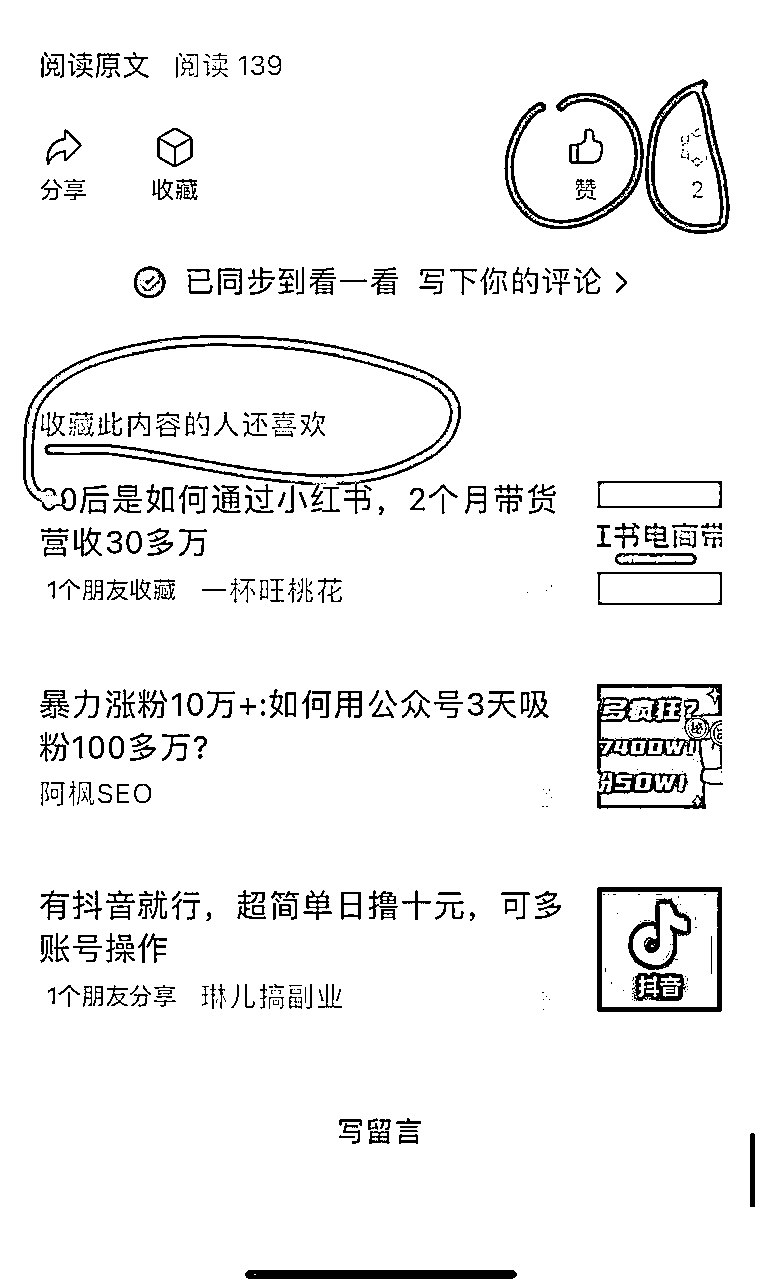 阅读原文 阅读 139
分享 收藏 赞 2
已同步到看一看 写下你的评论 >
收藏此内容的人还喜欢
00后是如何通过小红书，2个月带货
营收30多万
书电商带
1个朋友收藏 一杯旺桃花
暴力涨粉10万+:如何用公众号3天吸
粉100多万?
多疯狂?
7400W!
粉50W!
阿枫SEO
有抖音就行，超简单日撸十元，可多
账号操作
抖音
1个朋友分享 琳儿搞副业
写留言